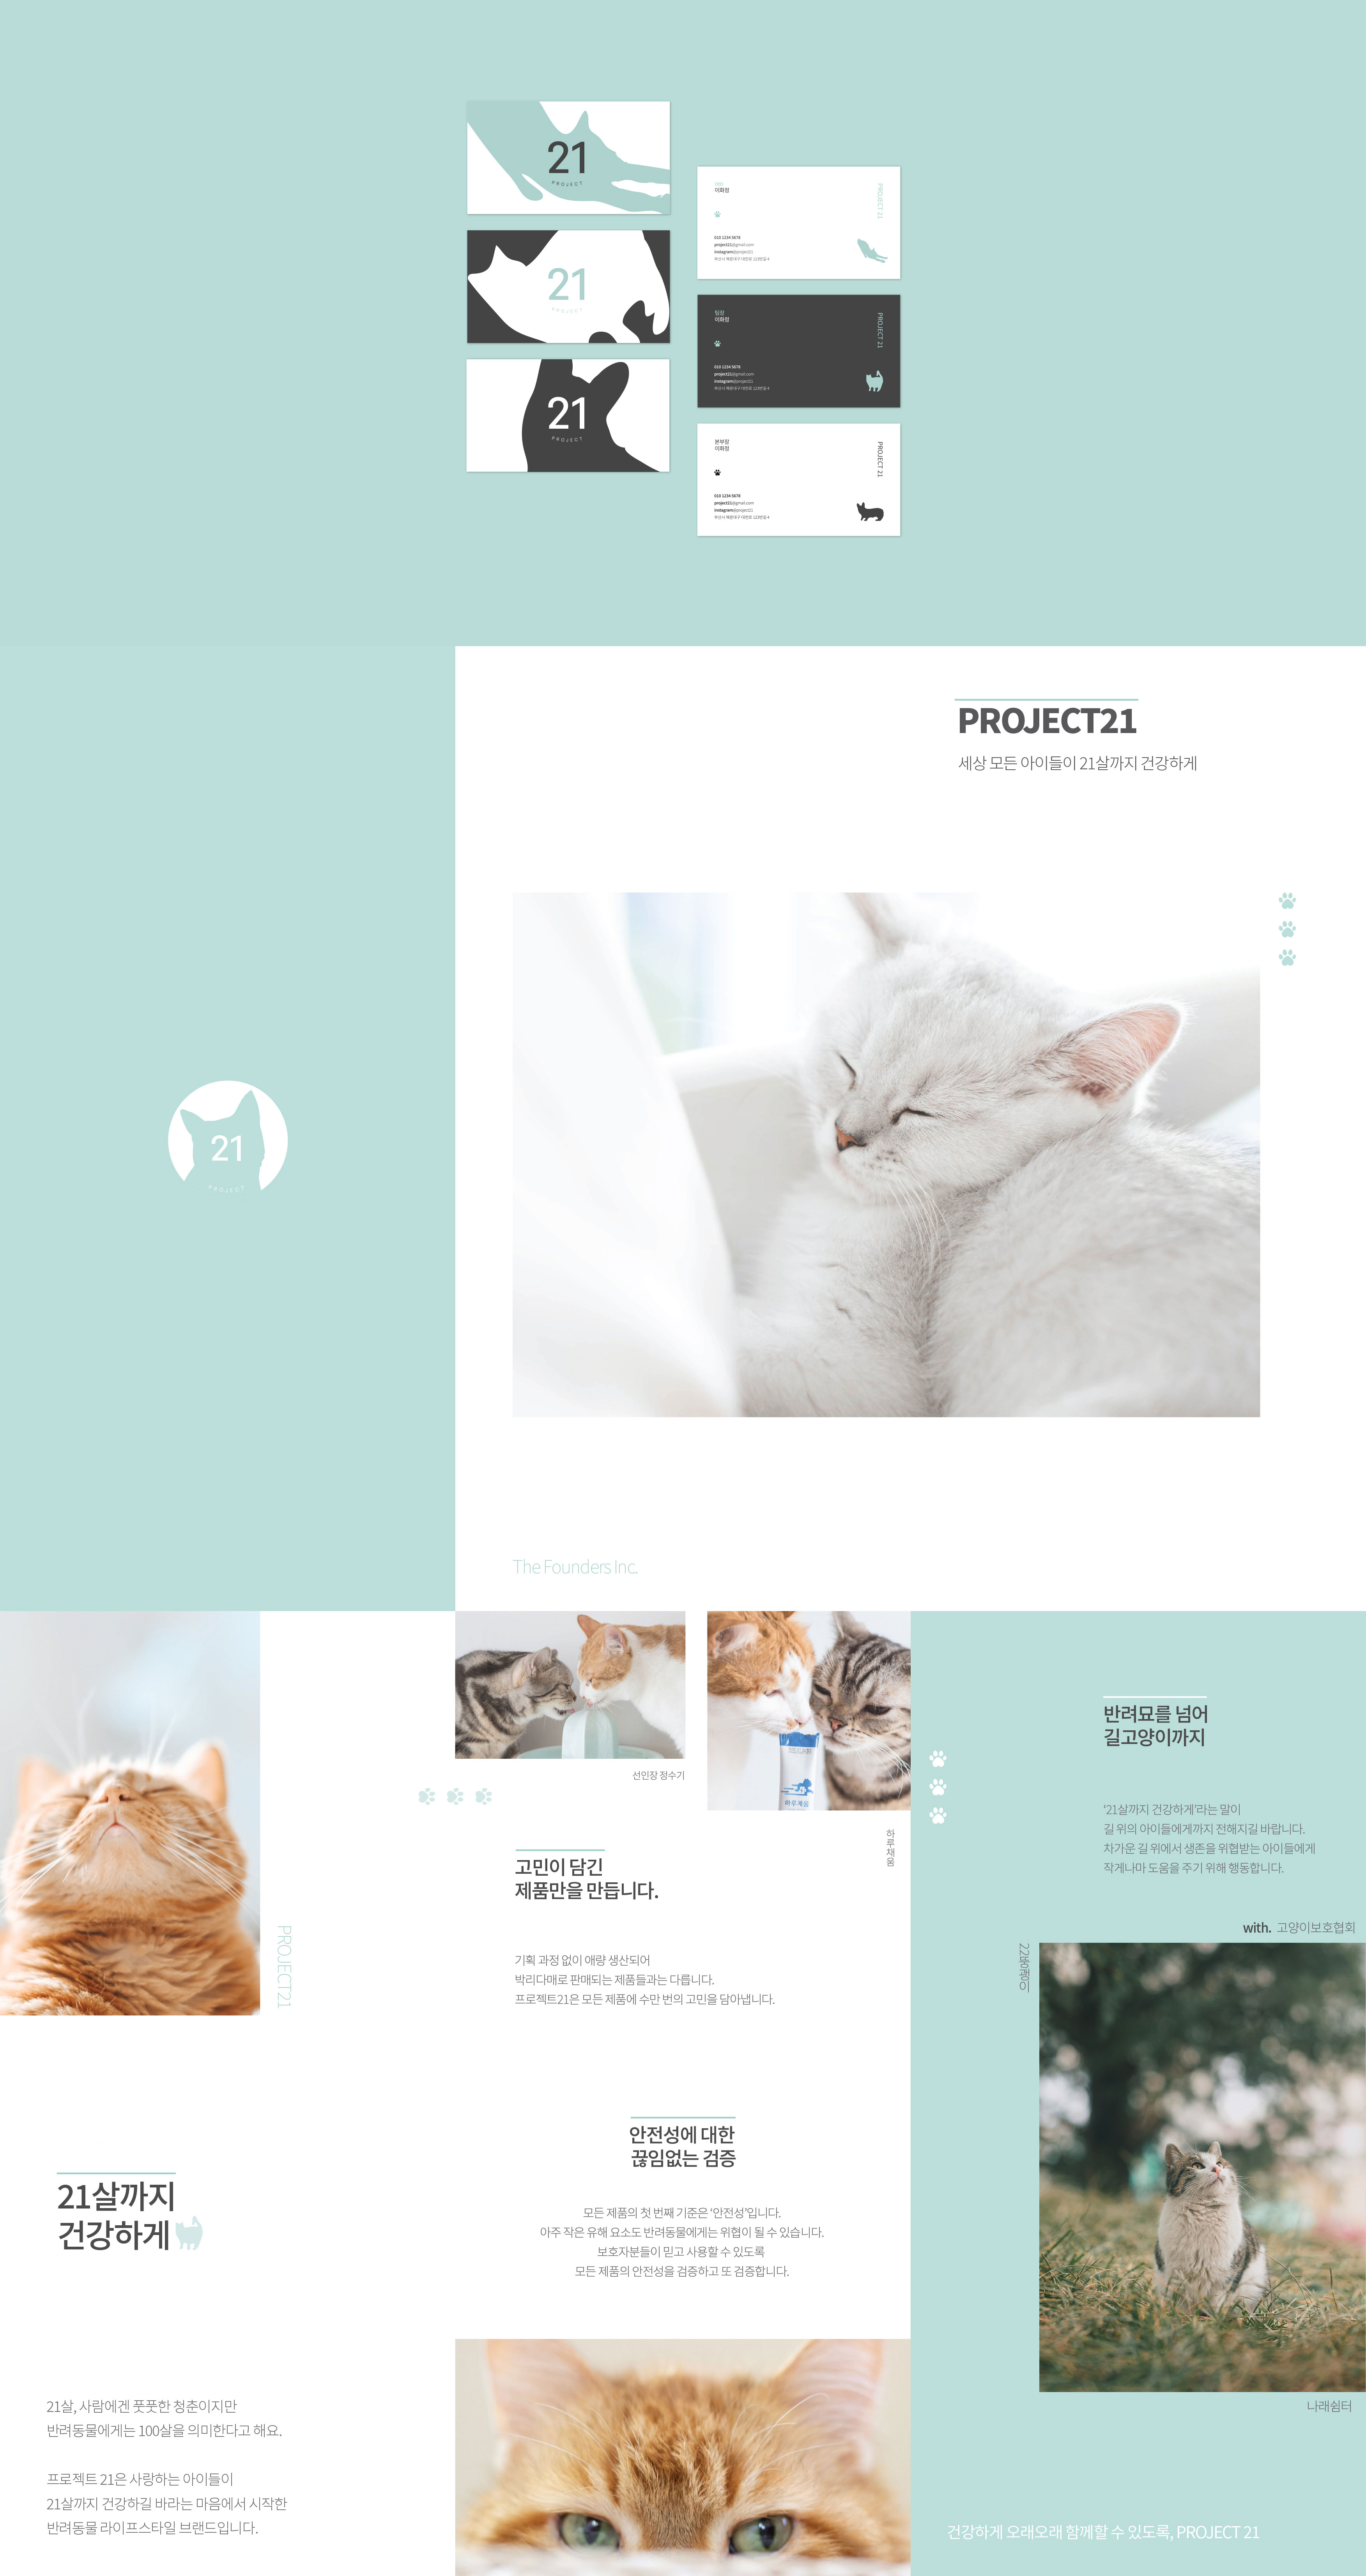 21
PROJECT
21
PROJECT
21
PROJECT
이화정
PROJECT 21
010 1234 5678
project21@gmail.com
instagram@project21
팀장
이화정
PROJECT 21
010 1234 5678
project21@gmail.com
instagram@project21
본부장
이화정
PROJECT 21
010 1234 5678
project21@gmail.com
instagram@project21
PROJECT21
세상 모든 아이들이 21살까지 건강하게
21
PROJECT
The Founders Inc.
PROJECT21
21살까지
건강하게
21살, 사람에겐 풋풋한 청춘이지만
반려동물에게는 100살을 의미한다고 해요.
프로젝트 21은 사랑하는 아이들이
21살까지 건강하길 바라는 마음에서 시작한
반려동물 라이프스타일 브랜드입니다.
선인장 정수기
하루채움
하루채움
고민이 담긴
제품만을 만듭니다.
기획 과정 없이 애량 생산되어
박리다매로 판매되는 제품들과는 다릅니다.
프로젝트21은 모든 제품에 수만 번의 고민을 담아냅니다.
안전성에 대한
끊임없는 검증
모든 제품의 첫 번째 기준은 ‘안전성’입니다.
아주 작은 유해 요소도 반려동물에게는 위협이 될 수 있습니다.
보호자분들이 믿고 사용할 수 있도록
모든 제품의 안전성을 검증하고 또 검증합니다.
반려묘를 넘어
길고양이까지
‘21살까지 건강하게’라는 말이
길 위의 아이들에게까지 전해지길 바랍니다.
차가운 길 위에서 생존을 위협받는 아이들에게
작게나마 도움을 주기 위해 행동합니다.
with. 고양이보호협회
22똥괭이
나래쉼터
건강하게 오래오래 함께할 수 있도록, PROJECT 21